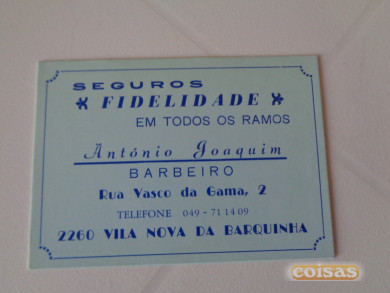 SEGUROS
FIDELIDADE
EM TODOS OS RAMOS
António Joaquim
BARBEIRO
Rua Vasco da Gama, 2
TELEFONE 049 - 71 14 09
2260 VILA NOVA DA BARQUINHA
coisas